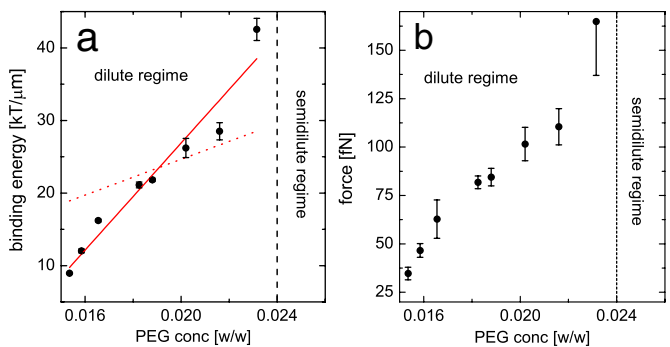 a
dilute regime
semidilute regime
binding energy [kT/μm]
40
30
20
10
0.016
0.020
0.024
PEG conc [w/w]
b
dilute regime
semidilute regime
force [fN]
150
125
100
75
50
25
0.016
0.020
0.024
PEG conc [w/w]